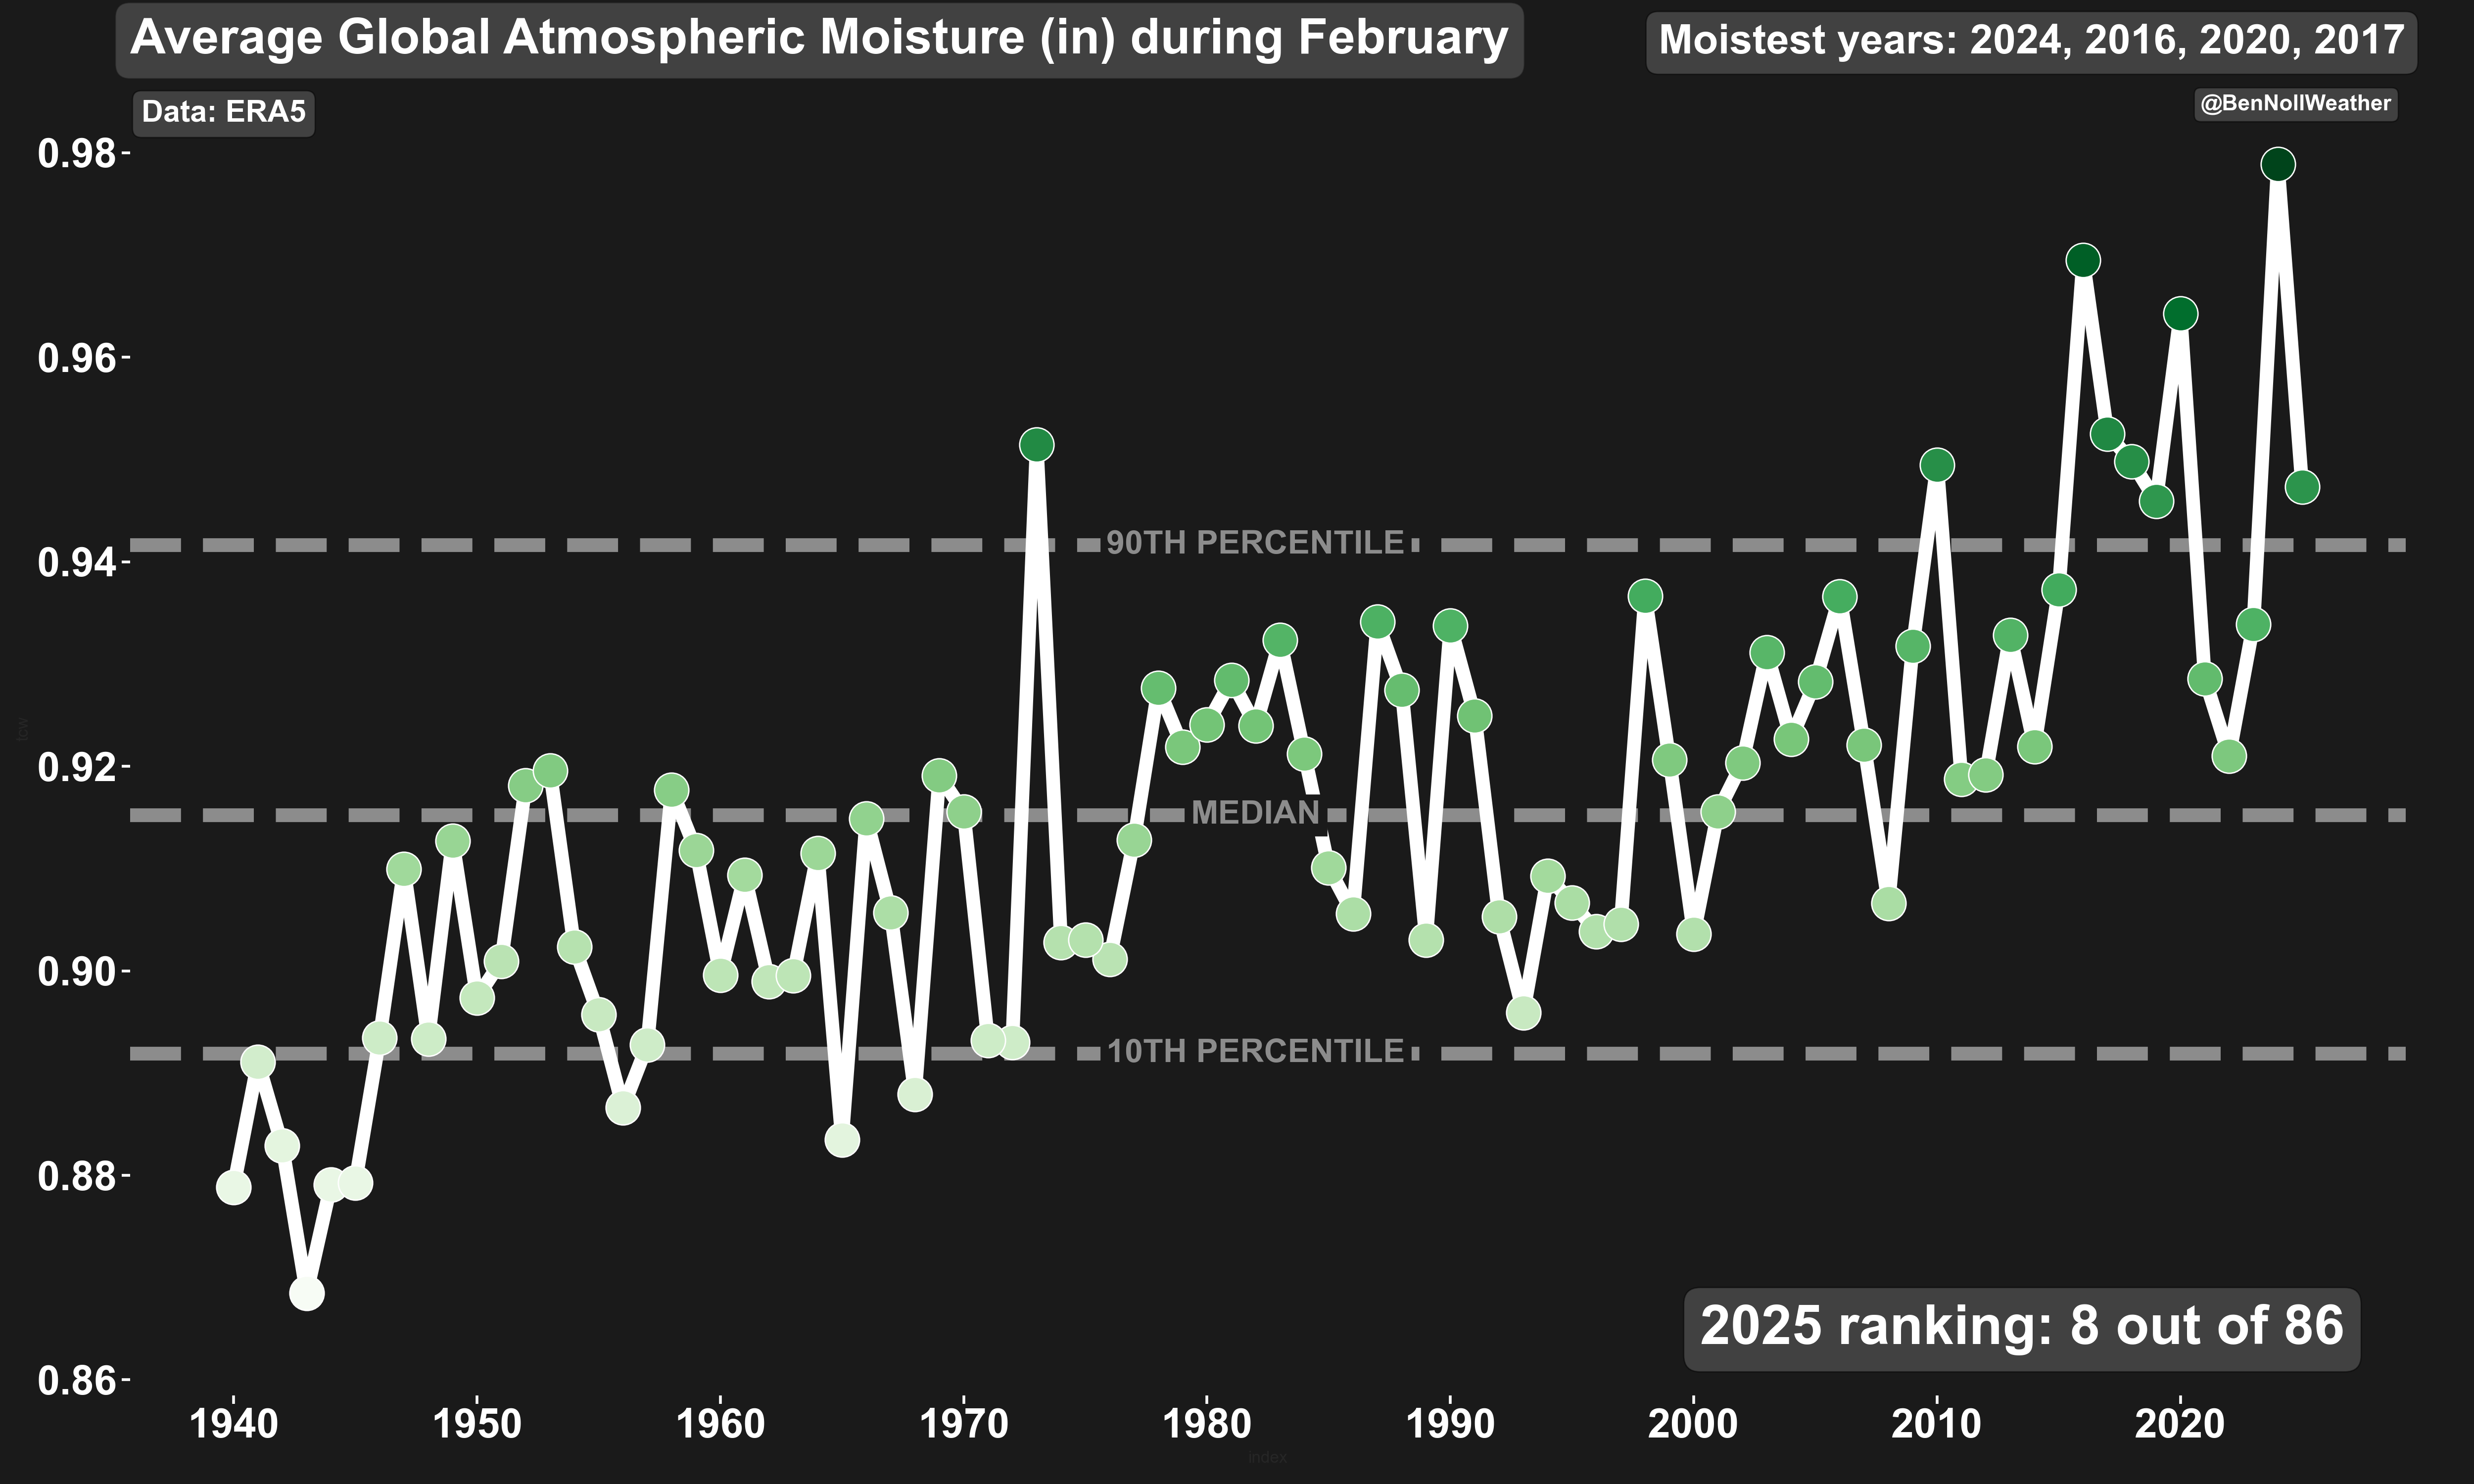 Average Global Atmospheric Moisture (in) during February
Moistest years: 2024, 2016, 2020, 2017
Data: ERA5
@BenNollWeather
0.98
0.96
90TH PERCENTILE
0.94
tcw
0.92
MEDIAN
0.90
10TH PERCENTILE
0.88
2025 ranking: 8 out of 86
0.86
1940 1950 1960 1970 1980 1990 2000 2010 2020
index